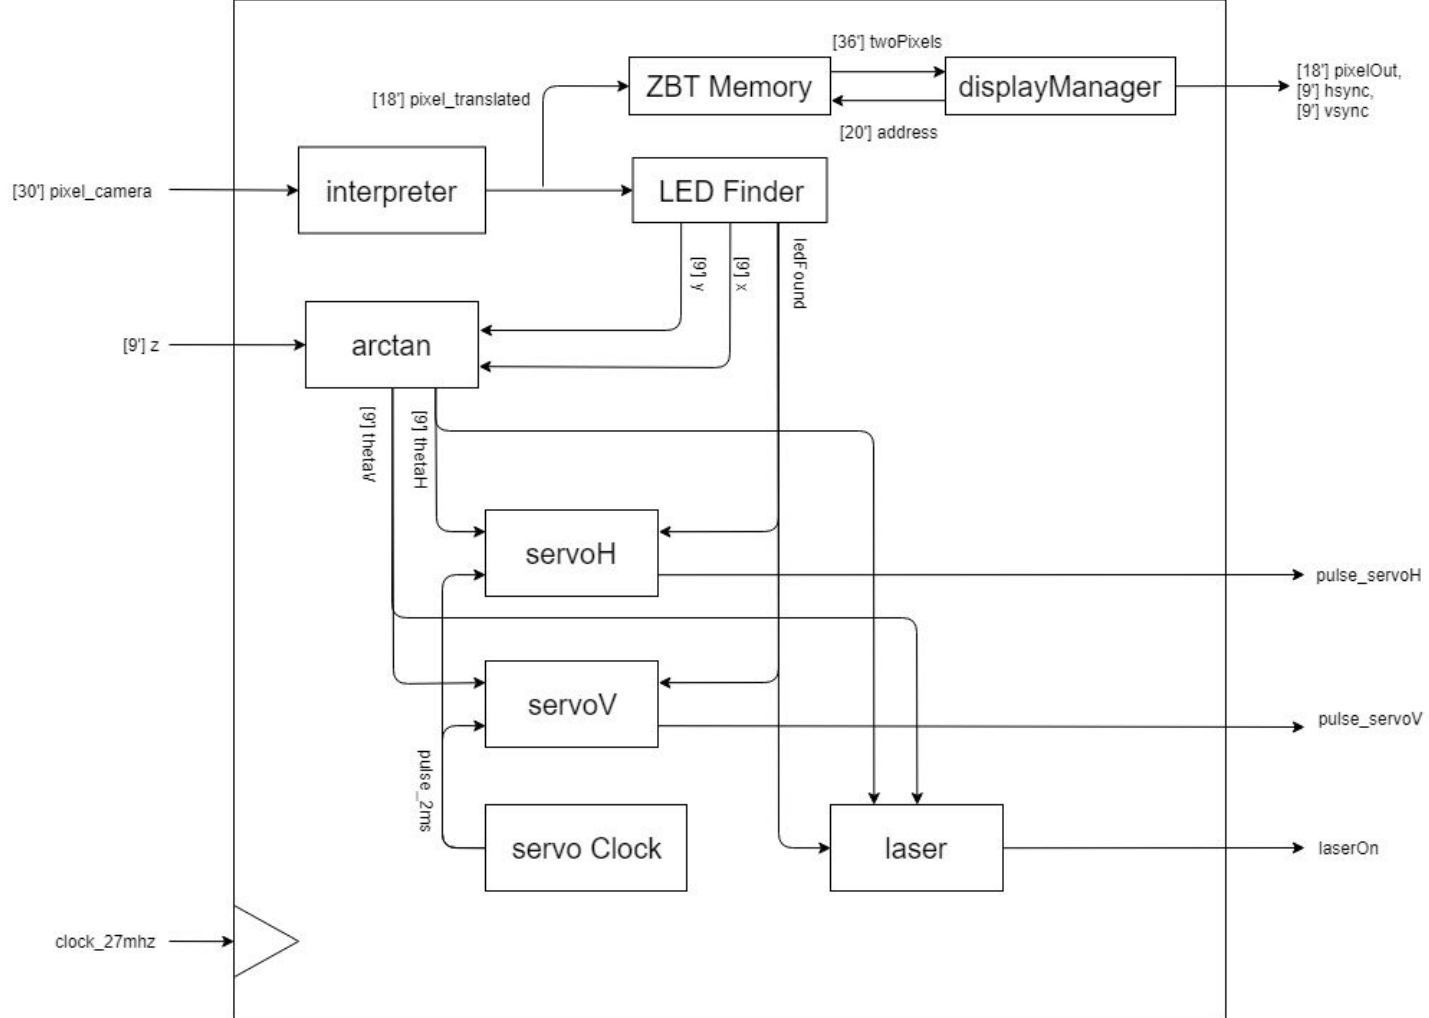 [36'] twoPixels
ZBT Memory
displayManager
[18'] pixelOut,
[9'] hsync,
[9'] vsync
[18'] pixel_translated
[20'] address
[30'] pixel_camera
interpreter
LED Finder
[9'] y
[9'] x
ledFound
[9'] z
arctan
[9'] thetaV
[9'] thetaH
servoH
pulse_servoH
servoV
pulse_servoV
pulse_2ms
servo Clock
laser
laserOn
clock_27mhz